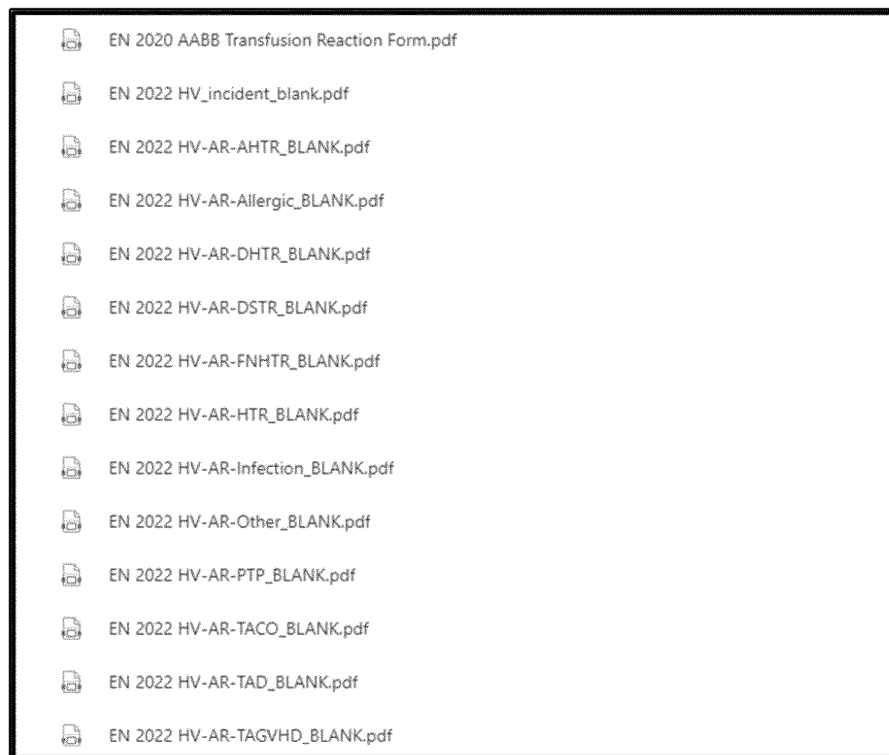 EN 2020 AABB Transfusion Reaction Form.pdf
EN 2022 HV_incident_blank.pdf
EN 2022 HV-AR-AHTR_BLANK.pdf
EN 2022 HV-AR-Allergic_BLANK.pdf
EN 2022 HV-AR-DHTR_BLANK.pdf
EN 2022 HV-AR-DSTR_BLANK.pdf
EN 2022 HV-AR-FNHTR_BLANK.pdf
EN 2022 HV-AR-HTR_BLANK.pdf
EN 2022 HV-AR-Infection_BLANK.pdf
EN 2022 HV-AR-Other_BLANK.pdf
EN 2022 HV-AR-PTP_BLANK.pdf
EN 2022 HV-AR-TACO_BLANK.pdf
EN 2022 HV-AR-TAD_BLANK.pdf
EN 2022 HV-AR-TAGVHD_BLANK.pdf